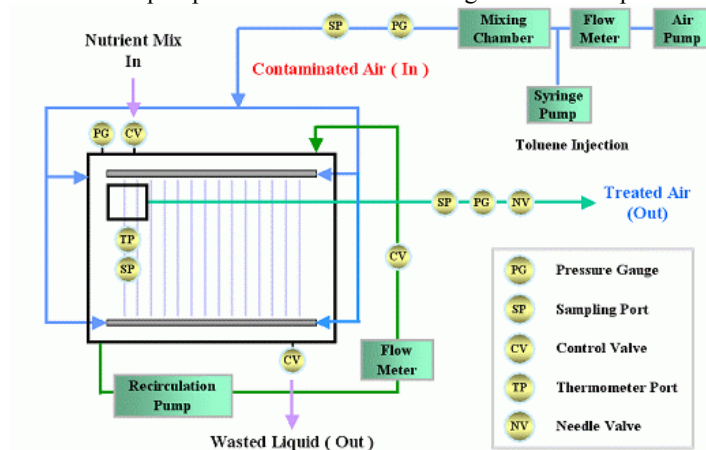 SP
PG
Mixing
Chamber
Flow
Meter
Air
Pump
Nutrient Mix
In
Contaminated Air ( In )
Syringe
Pump
Toluene Injection
PG
CV
Treated Air
(Out)
SP
PG
NV
TP
SP
CV
PG Pressure Gauge
SP Sampling Port
CV Control Valve
TP Thermometer Port
NV Needle Valve
CV
Flow
Meter
Recirculation
Pump
Wasted Liquid ( Out )